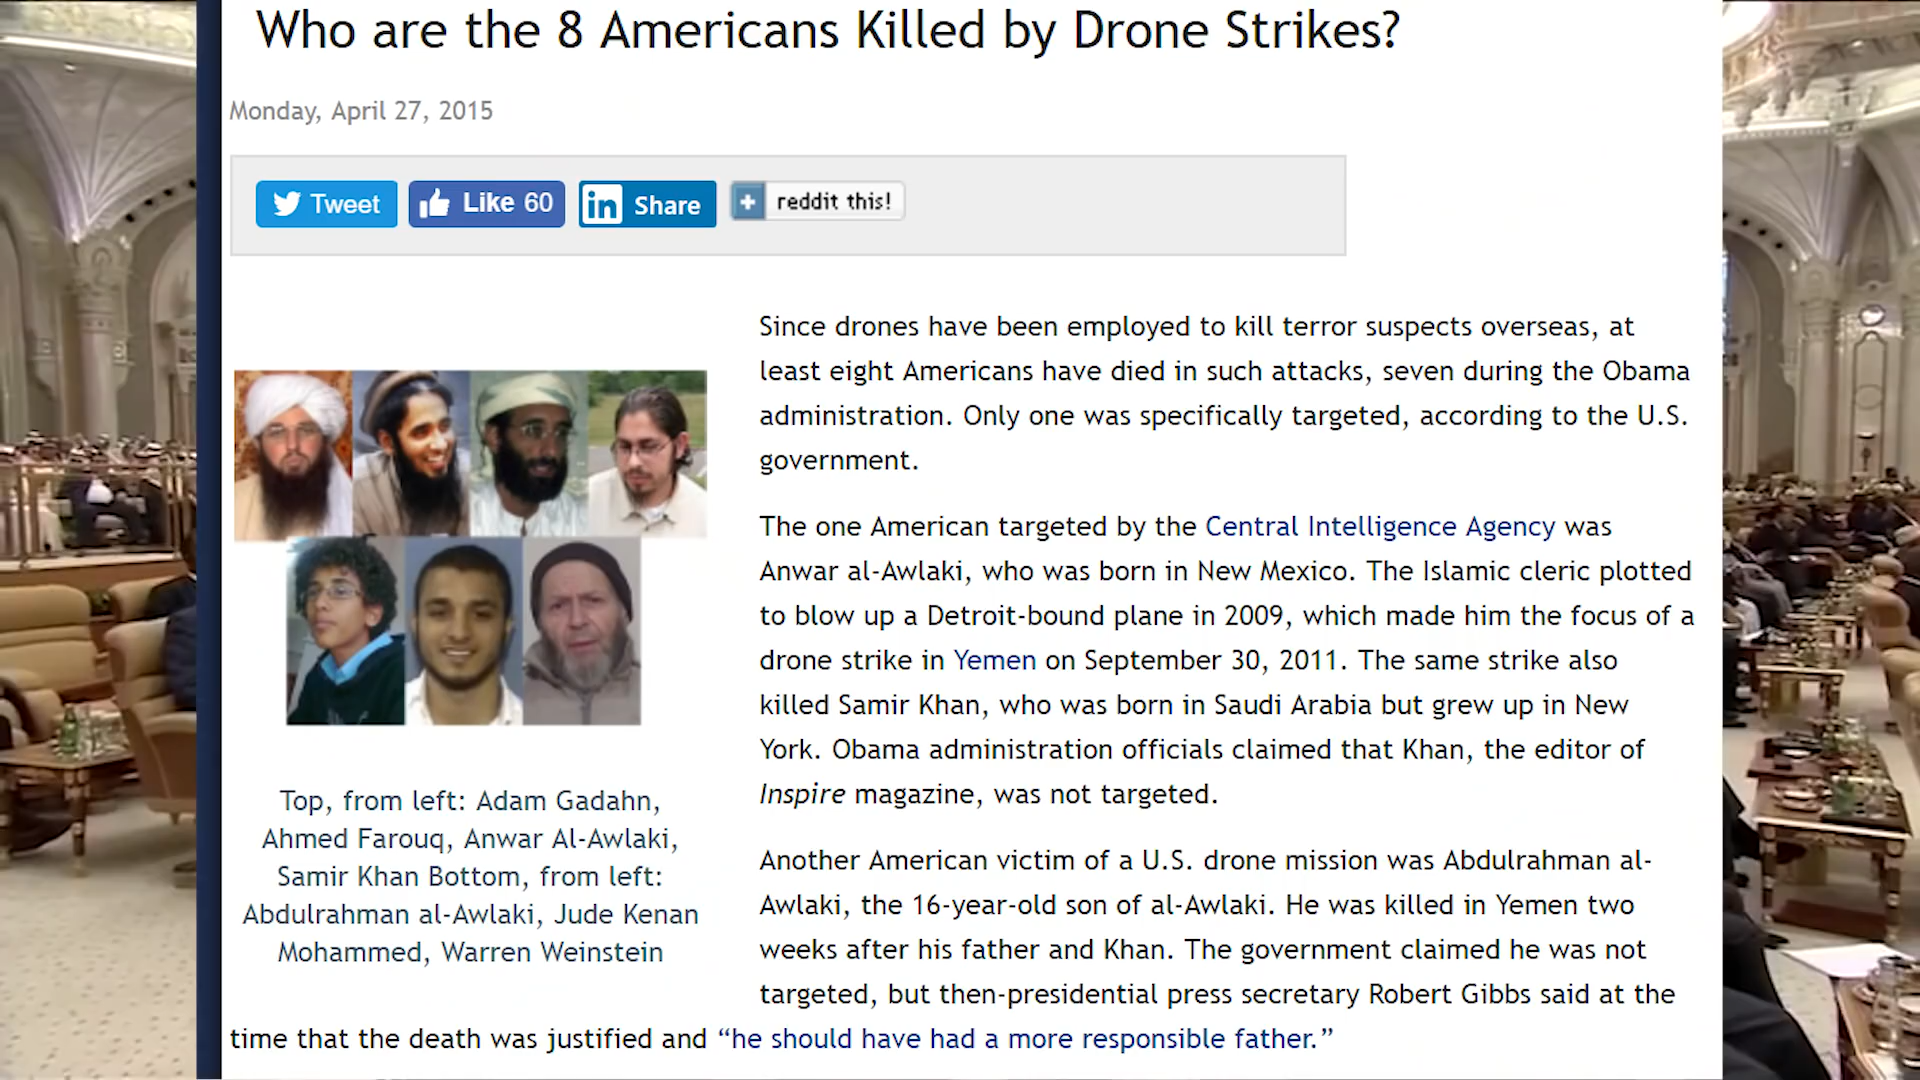 Who are the 8 Americans Killed by Drone Strikes?
Monday, April 27, 2015
Tweet
Like 60
in Share
reddit this!
Since drones have been employed to kill terror suspects overseas, at
least eight Americans have died in such attacks, seven during the Obama
administration. Only one was specifically targeted, according to the U.S.
government.
The one American targeted by the Central Intelligence Agency was
Anwar al-Awlaki, who was born in New Mexico. The Islamic cleric plotted
to blow up a Detroit-bound plane in 2009, which made him the focus of a
drone strike in Yemen on September 30, 2011. The same strike also
killed Samir Khan, who was born in Saudi Arabia but grew up in New
York. Obama administration officials claimed that Khan, the editor of
Inspire magazine, was not targeted.
Top, from left: Adam Gadahn,
Ahmed Farouq, Anwar Al-Awlaki,
Samir Khan Bottom, from left:
Abdulrahman al-Awlaki, Jude Kenan
Mohammed, Warren Weinstein
Another American victim of a U.S. drone mission was Abdulrahman al-
Awlaki, the 16-year-old son of al-Awlaki. He was killed in Yemen two
weeks after his father and Khan. The government claimed he was not
targeted, but then-presidential press secretary Robert Gibbs said at the
time that the death was justified and “he should have had a more responsible father.”